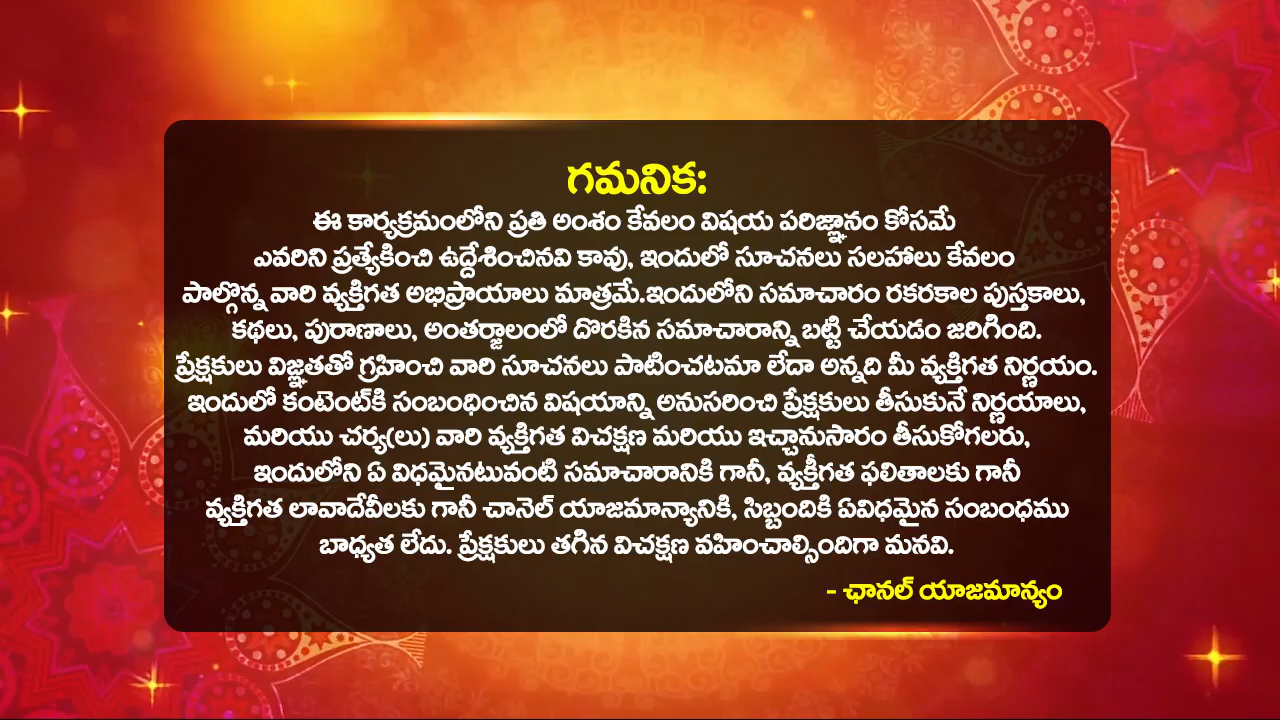 గమనిక:
ఈ కార్యక్రమంలోని ప్రతి అంశం కేవలం విషయ పరిజ్ఞానం కోసమే
ఎవరిని ప్రత్యేకించి ఉద్దేశించినవి కావు, ఇందులో సూచనలు సలహాలు కేవలం
పాల్గొన్న వారి వ్యక్తిగత అభిప్రాయాలు మాత్రమే.ఇందులోని సమాచారం రకరకాల పుస్తకాలు,
కథలు, పురాణాలు, అంతర్జాలంలో దొరకిన సమాచారాన్ని బట్టి చేయడం జరిగింది.
ప్రేక్షకులు విజ్ఞతతో గ్రహించి వారి సూచనలు పాటించటమా లేదా అన్నది మీ వ్యక్తిగత నిర్ణయం.
ఇందులో కంటెంట్‌కి సంబంధించిన విషయాన్ని అనుసరించి ప్రేక్షకులు తీసుకునే నిర్ణయాలు,
మరియు చర్య(లు) వారి వ్యక్తిగత విచక్షణ మరియు ఇచ్చానుసారం తీసుకోగలరు,
ఇందులోని ఏ విధమైనటువంటి సమాచారానికి గానీ, వ్యక్తీగత ఫలితాలకు గానీ
వ్యక్తిగత లావాదేవీలకు గానీ చానెల్ యాజమాన్యానికి, సిబ్బందికి ఏవిధమైన సంబంధము
బాధ్యత లేదు. ప్రేక్షకులు తగిన విచక్షణ వహించాల్సిందిగా మనవి.
- ఛానల్ యాజమాన్యం